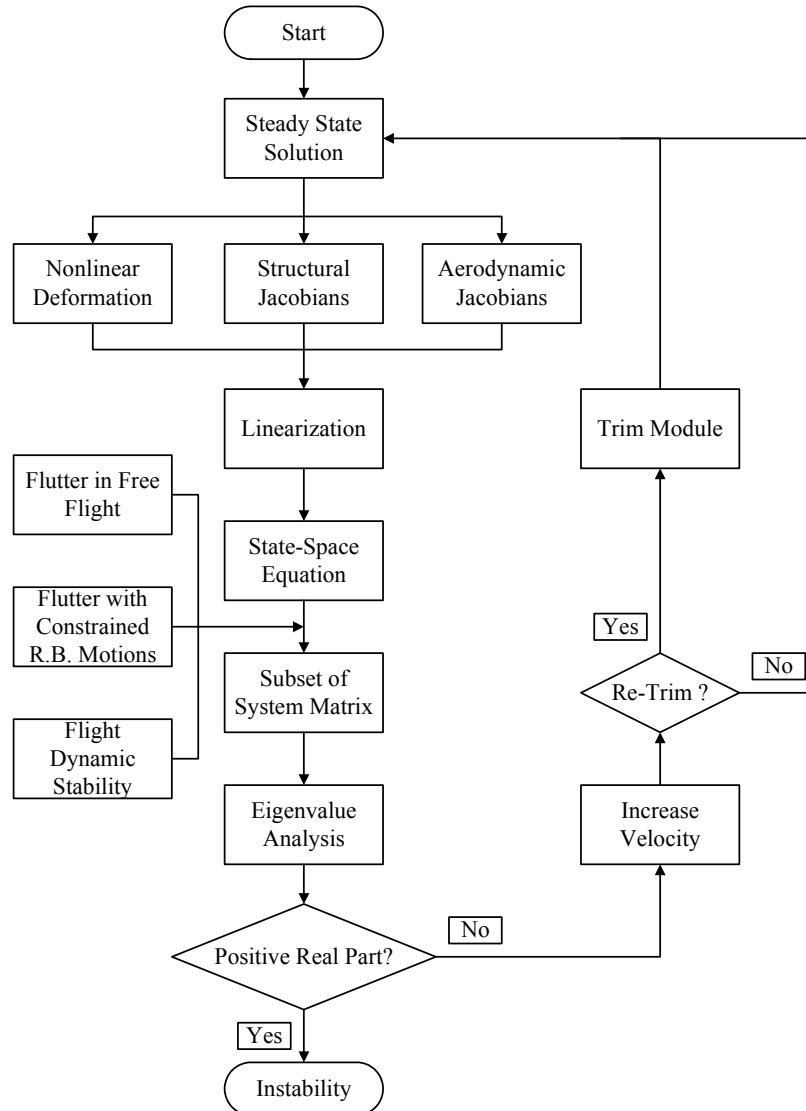 Start
Steady State
Solution
Nonlinear
Deformation
Structural
Jacobians
Aerodynamic
Jacobians
Linearization
Trim Module
Flutter in Free
Flight
State-Space
Equation
Flutter with
Constrained
R.B. Motions
Yes
No
Subset of
System Matrix
Re-Trim ?
Flight
Dynamic
Stability
Eigenvalue
Analysis
Increase
Velocity
No
Positive Real Part?
Yes
Instability